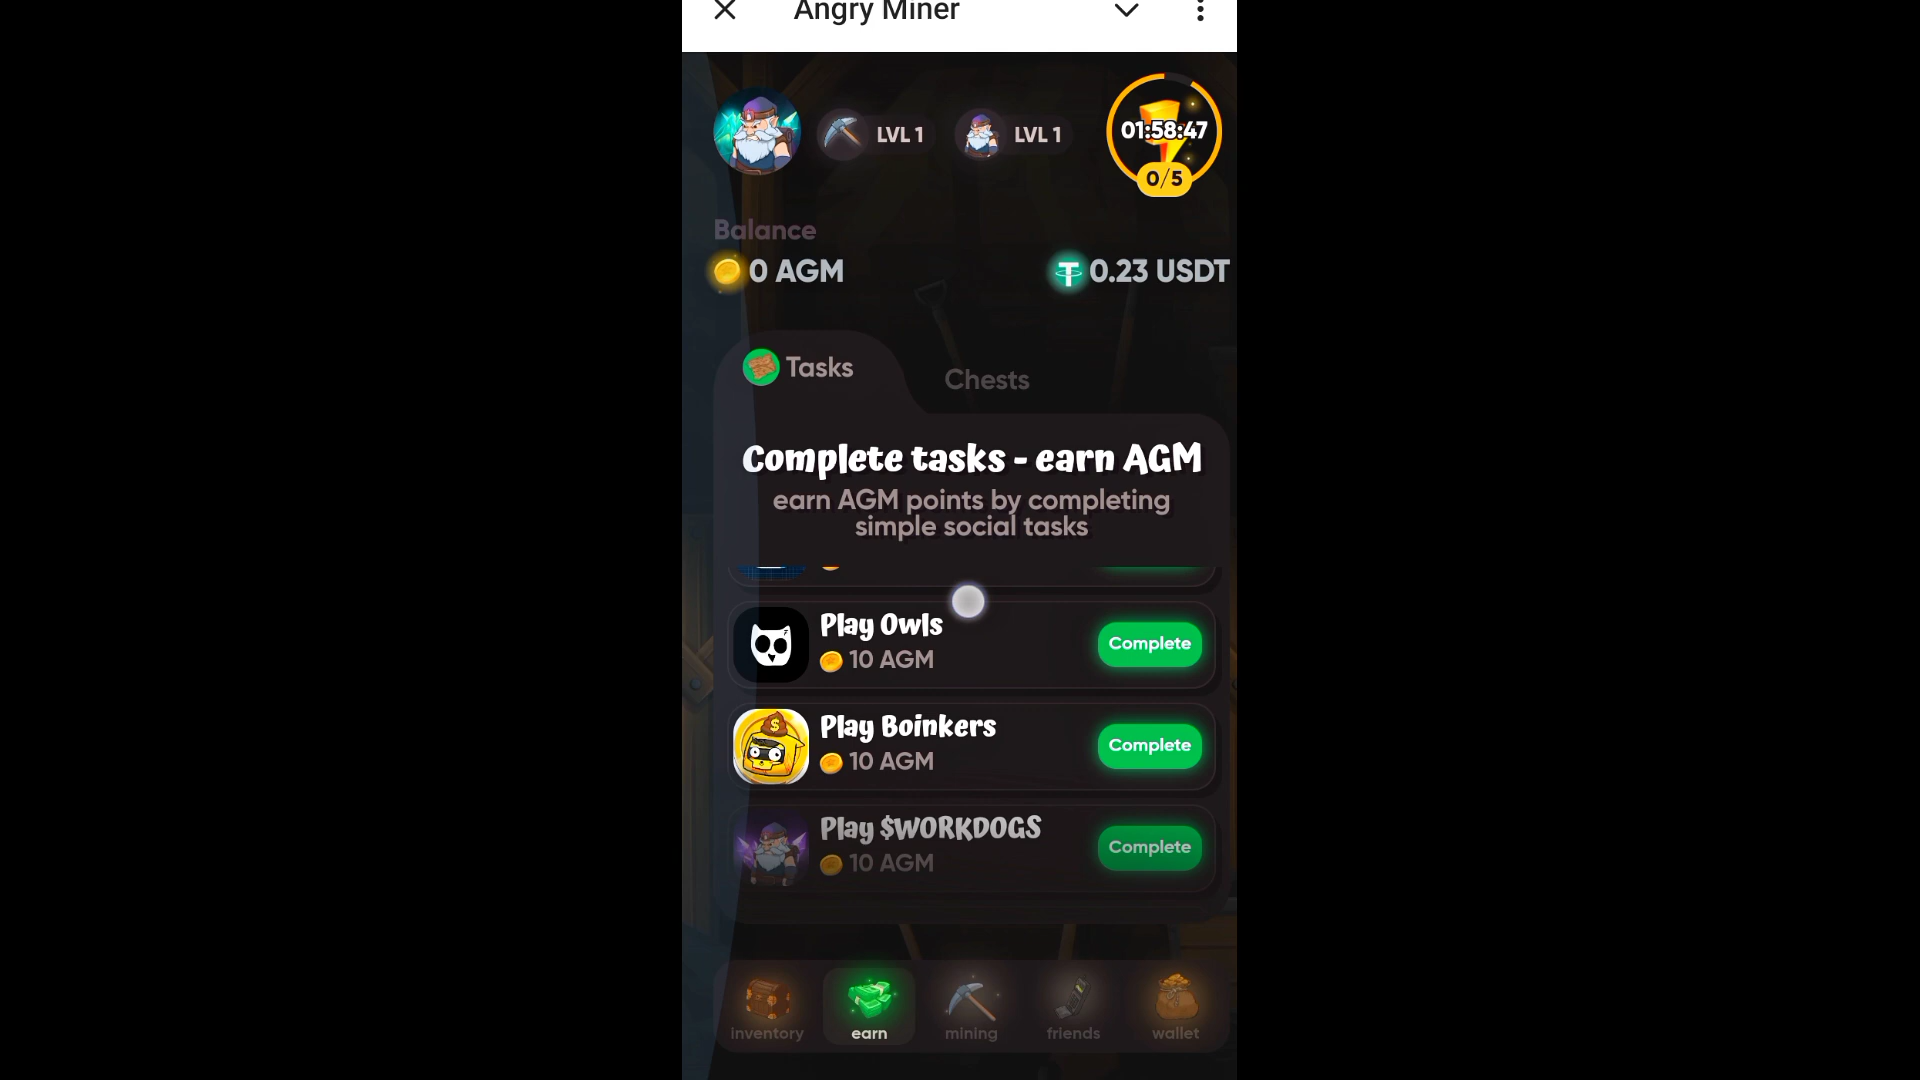 Angry Miner
LVL 1
LVL 1
01:58:47
0/5
Balance
0 AGM
0.23 USDT
Tasks
Chests
Complete tasks - earn AGM
earn AGM points by completing
simple social tasks
Play Owls
10 AGM
Complete
Play Boinkers
10 AGM
Complete
Play $WORKDOGS
10 AGM
Complete
inventory
earn
mining
friends
wallet